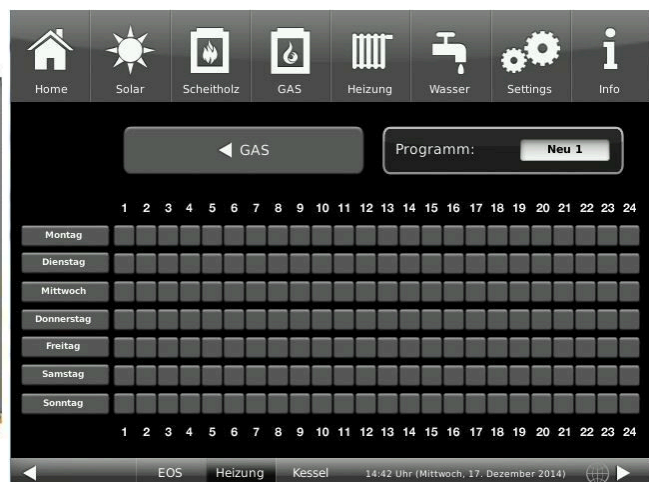 Home Solar Scheitholz GAS Heizung Wasser Settings Info
GAS Programm: Neu 1
1 2 3 4 5 6 7 8 9 10 11 12 13 14 15 16 17 18 19 20 21 22 23 24
Montag
Dienstag
Mittwoch
Donnerstag
Freitag
Samstag
Sonntag
1 2 3 4 5 6 7 8 9 10 11 12 13 14 15 16 17 18 19 20 21 22 23 24
EOS Heizung Kessel 14:42 Uhr (Mittwoch, 17. Dezember 2014)